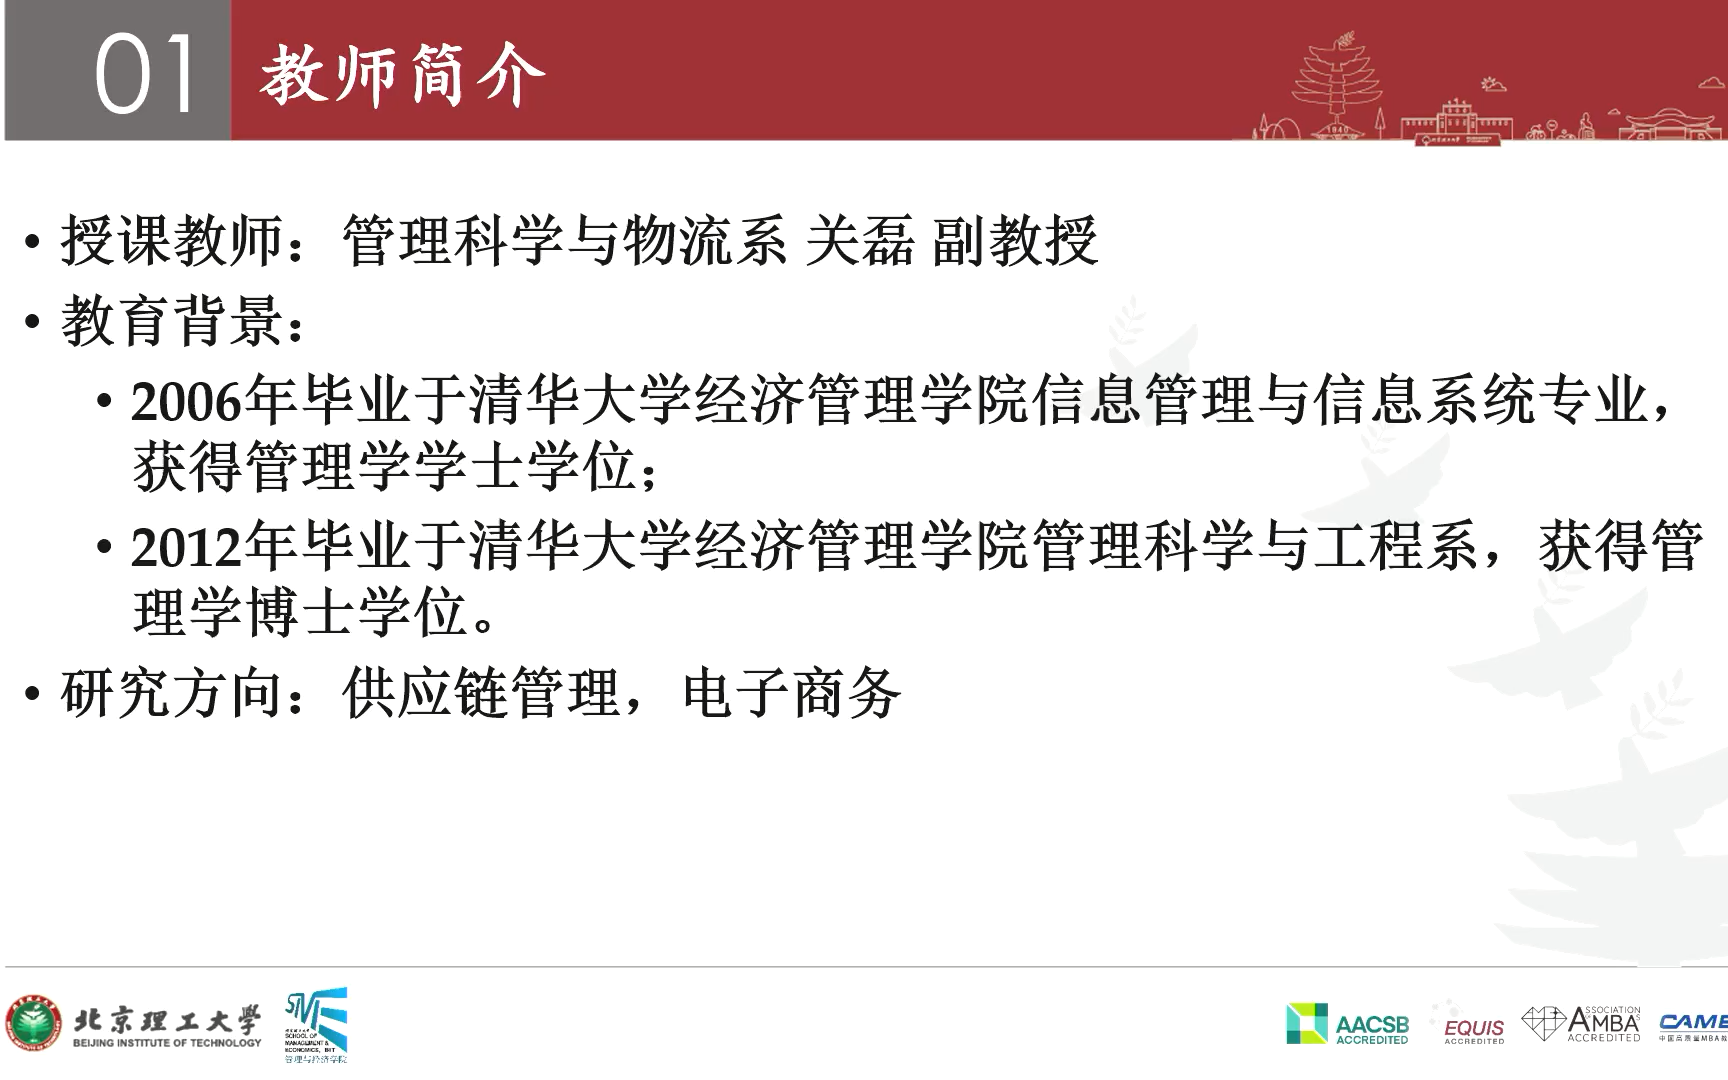 01 教师简介
1940
• 授课教师：管理科学与物流系 关磊 副教授
• 教育背景：
• 2006年毕业于清华大学经济管理学院信息管理与信息系统专业，
获得管理学学士学位；
• 2012年毕业于清华大学经济管理学院管理科学与工程系，获得管
理学博士学位。
• 研究方向：供应链管理，电子商务
北京理工大學
BEIJING INSTITUTE OF TECHNOLOGY
SCHOOL OF
MANAGEMENT &
ECONOMICS, BIT
管理与经济学院
AACSB
ACCREDITED
EQUIS
ACCREDITED
ASSOCIATION
AMBA'S
ACCREDITED
CAME
中国高质量MBA教